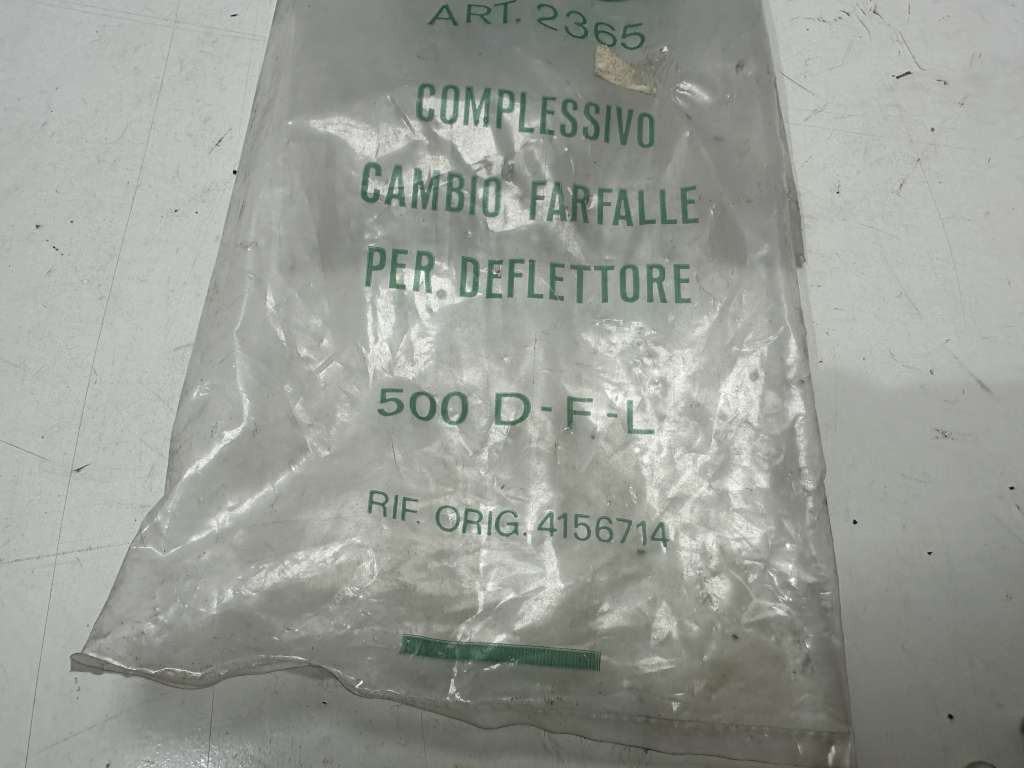 ART. 2365
COMPLESSIVO
CAMBIO FARFALLE
PER DEFLETTORE
500 D-F-L
RIF. ORIG. 4156714